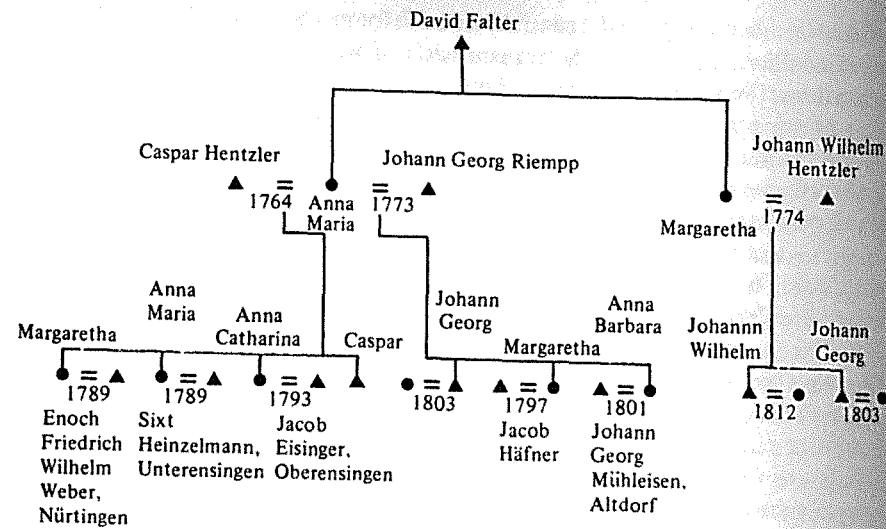 David Falter
Caspar Hentzler
Johann Georg Riempp
Johann Wilhelm
Hentzler
1764
Anna
Maria
1773
Margaretha
1774
Margaretha
Anna
Maria
Anna
Catharina
Caspar
Johann
Georg
Margaretha
Anna
Barbara
Johannn
Wilhelm
Johann
Georg
1789
1789
1793
1803
1797
1801
1812
1803
Enoch
Friedrich
Wilhelm
Weber,
Nürtingen
Sixt
Heinzelmann,
Unterensingen
Jacob
Eisinger,
Oberensingen
Jacob
Häfner
Johann
Georg
Mühleisen,
Altdorf